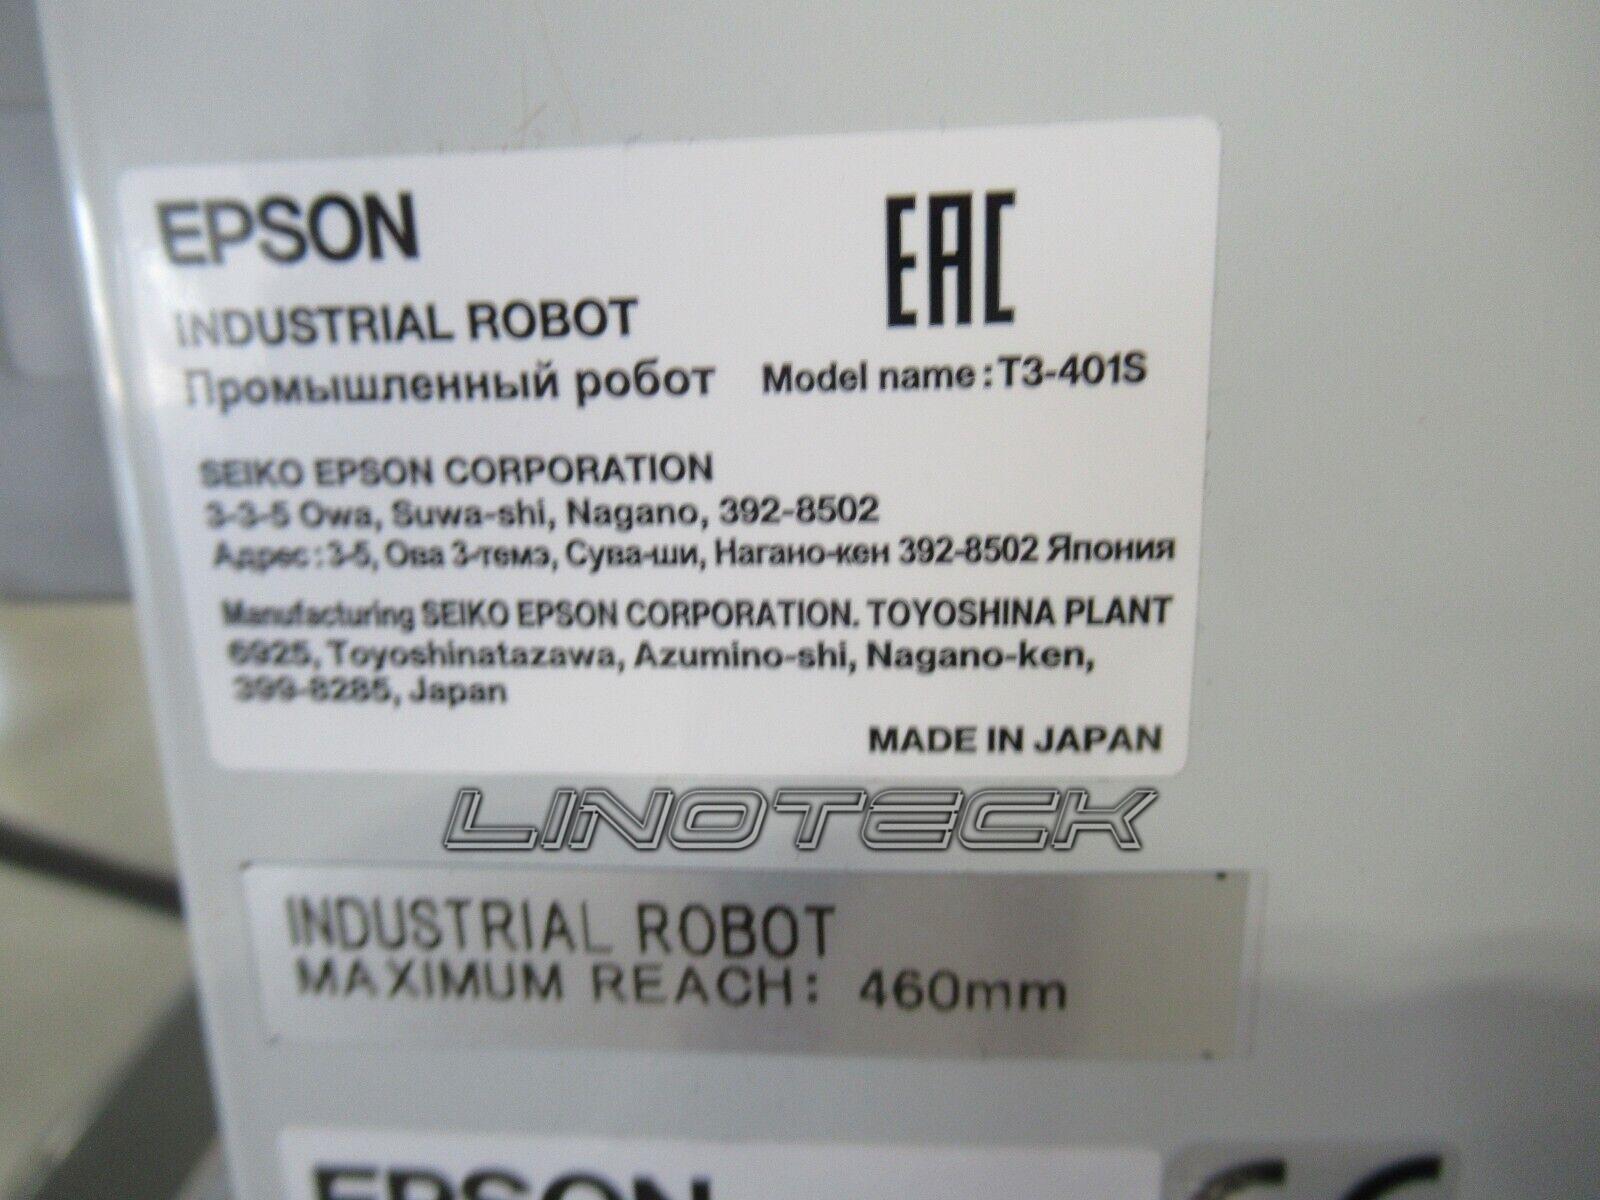 EPSON
EAC
INDUSTRIAL ROBOT
Промышленный робот Model name : T3-401S
SEIKO EPSON CORPORATION
3-3-5 Owa, Suwa-shi, Nagano, 392-8502
Адрес : 3-5, Ова 3-темэ, Сува-ши, Нагано-кен 392-8502 Япония
Manufacturing SEIKO EPSON CORPORATION. TOYOSHINA PLANT
6925, Toyoshinatazawa, Azumino-shi, Nagano-ken,
399-8285, Japan
MADE IN JAPAN
LINOTECK
INDUSTRIAL ROBOT
MAXIMUM REACH: 460mm
EPSON
CE